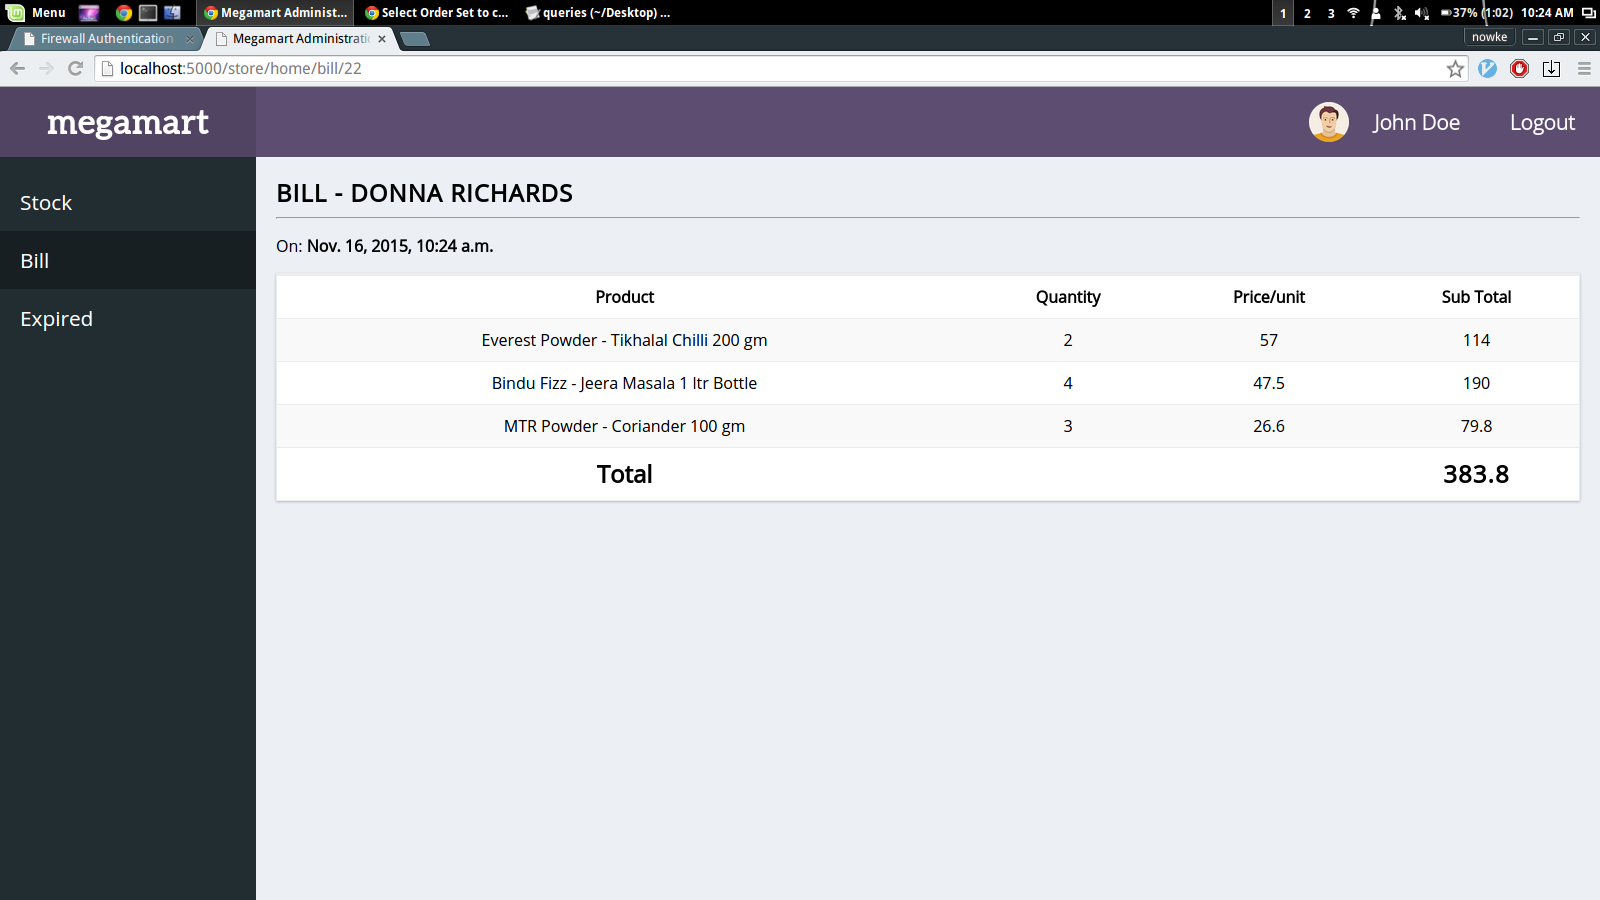 Menu Megamart Administ... Select Order Set to c... queries (~/Desktop) ... 1 2 3 37% (1:02) 10:24 AM
Firewall Authentication Megamart Administrati nowke
localhost:5000/store/home/bill/22
megamart John Doe Logout
Stock
Bill
Expired
BILL - DONNA RICHARDS
On: Nov. 16, 2015, 10:24 a.m.
Product Quantity Price/unit Sub Total
Everest Powder - Tikhalal Chilli 200 gm 2 57 114
Bindu Fizz - Jeera Masala 1 ltr Bottle 4 47.5 190
MTR Powder - Coriander 100 gm 3 26.6 79.8
Total 383.8